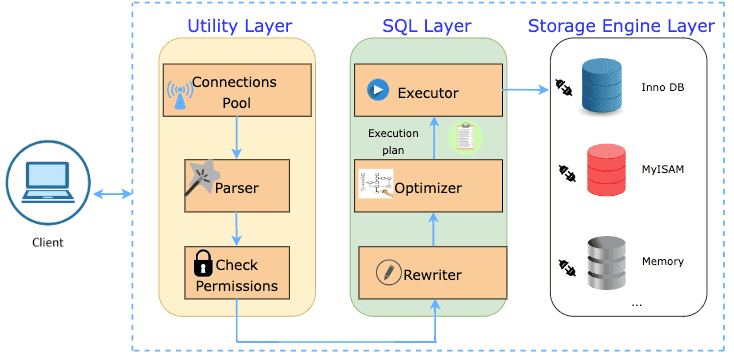 Utility Layer
SQL Layer
Storage Engine Layer
Client
Connections
Pool
Parser
Check
Permissions
Executor
Execution
plan
Optimizer
Rewriter
Inno DB
MyISAM
Memory
...